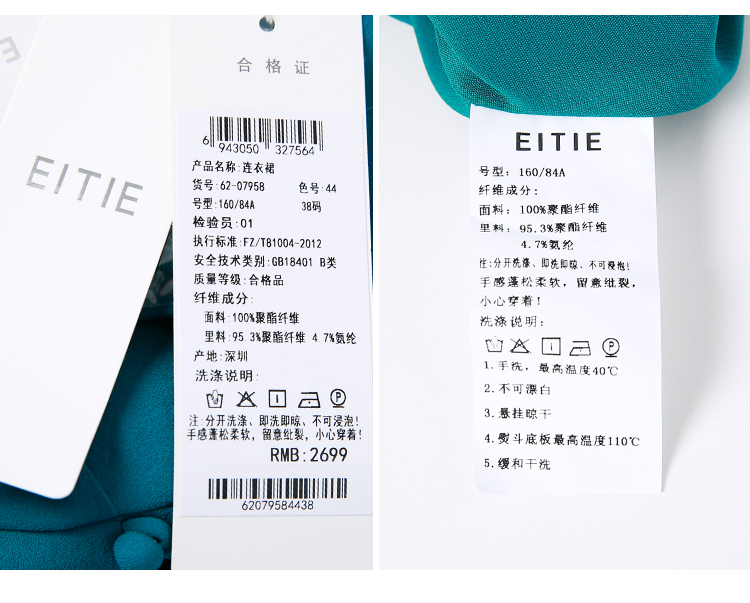 EITIE
合格证
6 943050 327564
产品名称:连衣裙
货号:62-07958 色号:44
号型:160/84A 38码
检验员:01
执行标准:FZ/T81004-2012
安全技术类别:GB18401 B类
质量等级:合格品
纤维成分:
面料:100%聚酯纤维
里料:95.3%聚酯纤维 4.7%氨纶
产地:深圳
洗涤说明:
注:分开洗涤、即洗即晾、不可浸泡!
手感蓬松柔软,留意纰裂,小心穿着!
RMB:2699
62079584438
EITIE
号型:160/84A
纤维成分:
面料:100%聚酯纤维
里料:95.3%聚酯纤维
4.7%氨纶
注:分开洗涤、即洗即晾、不可浸泡!
手感蓬松柔软,留意纰裂,
小心穿着!
洗涤说明:
1.手洗,最高温度40℃
2.不可漂白
3.悬挂晾干
4.熨斗底板最高温度110℃
5.缓和干洗